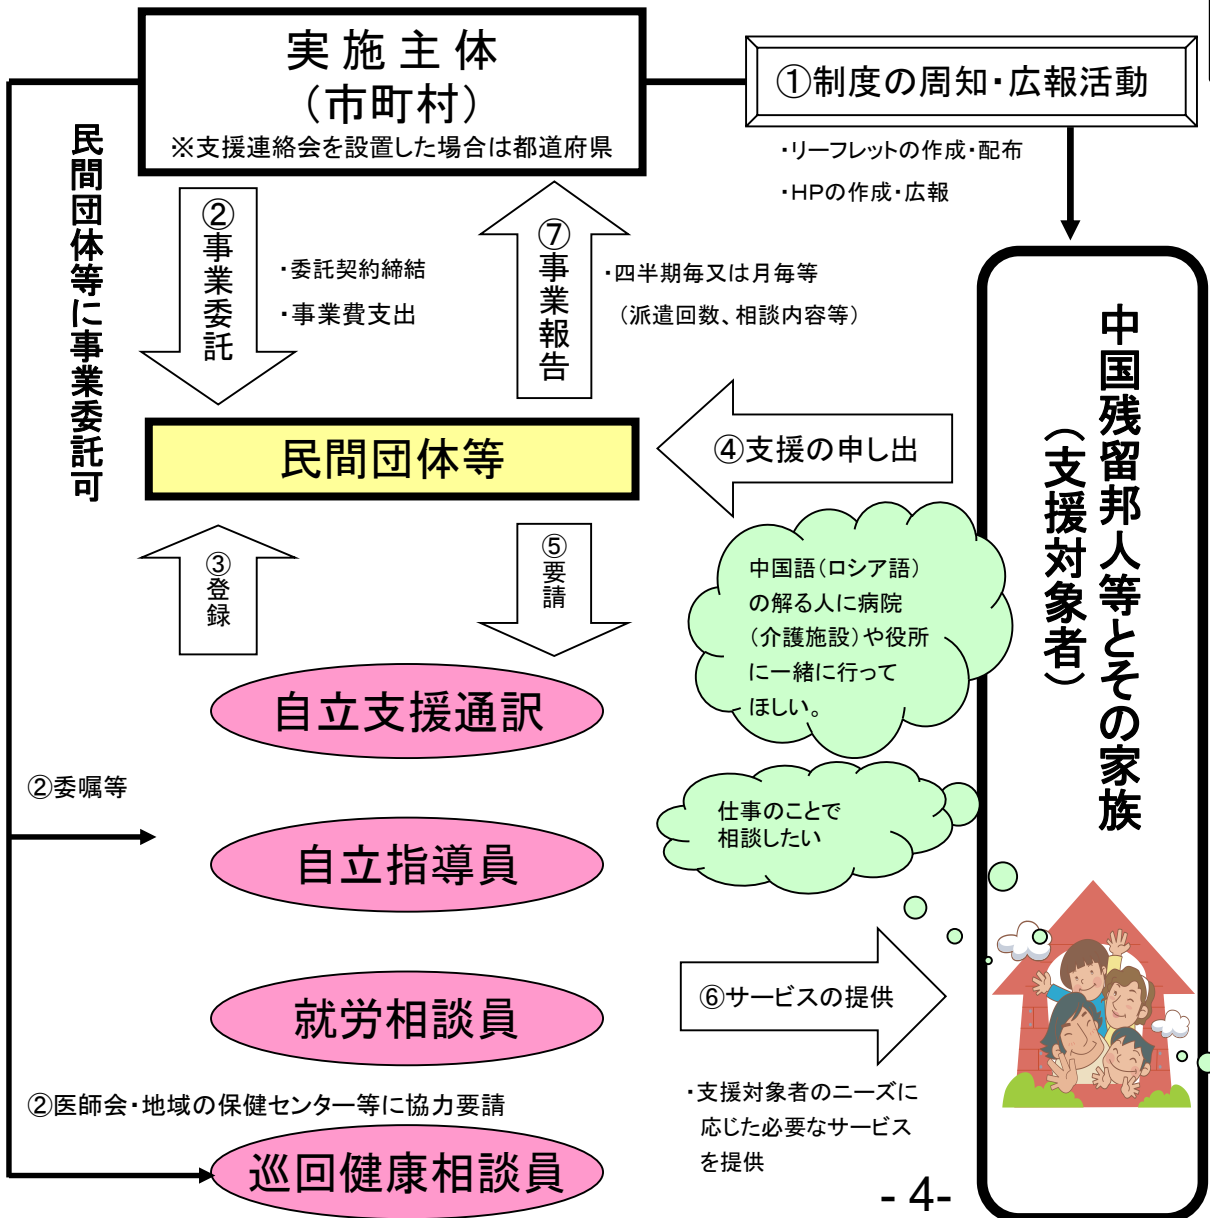 実施主体
（市町村）
※支援連絡会を設置した場合は都道府県
①制度の周知・広報活動
・リーフレットの作成・配布
・HPの作成・広報
民間団体等に事業委託可
②事業委託
・委託契約締結
・事業費支出
⑦事業報告
・四半期毎又は月毎等
（派遣回数、相談内容等）
中国残留邦人等とその家族
（支援対象者）
民間団体等
④支援の申し出
③登録
⑤要請
中国語（ロシア語）
の解る人に病院
（介護施設）や役所
に一緒に行って
ほしい。
自立支援通訳
②委嘱等
仕事のことで
相談したい
自立指導員
⑥サービスの提供
就労相談員
・支援対象者のニーズに
応じた必要なサービス
を提供
②医師会・地域の保健センター等に協力要請
巡回健康相談員
- 4-